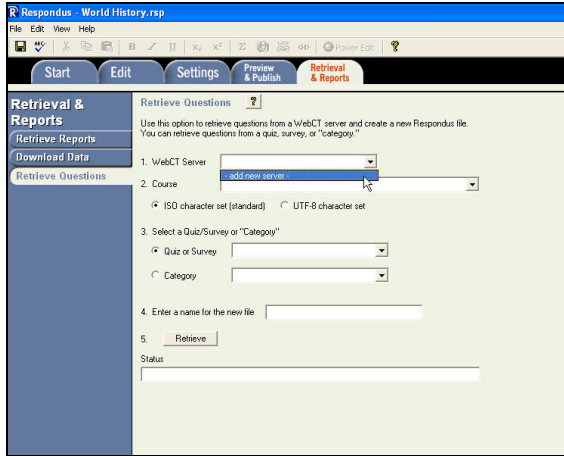 Respondus - World History.rsp
File Edit View Help
B I U X₂ X² Σ Power Edit ?
Start Edit Settings Preview & Publish Retrieval & Reports
Retrieval & Reports
Retrieve Reports
Download Data
Retrieve Questions
Retrieve Questions ?
Use this option to retrieve questions from a WebCT server and create a new Respondus file.
You can retrieve questions from a quiz, survey, or "category."
1. WebCT Server
- add new server -
2. Course
ISO character set (standard) UTF-8 character set
3. Select a Quiz/Survey or "Category"
Quiz or Survey
Category
4. Enter a name for the new file
5. Retrieve
Status